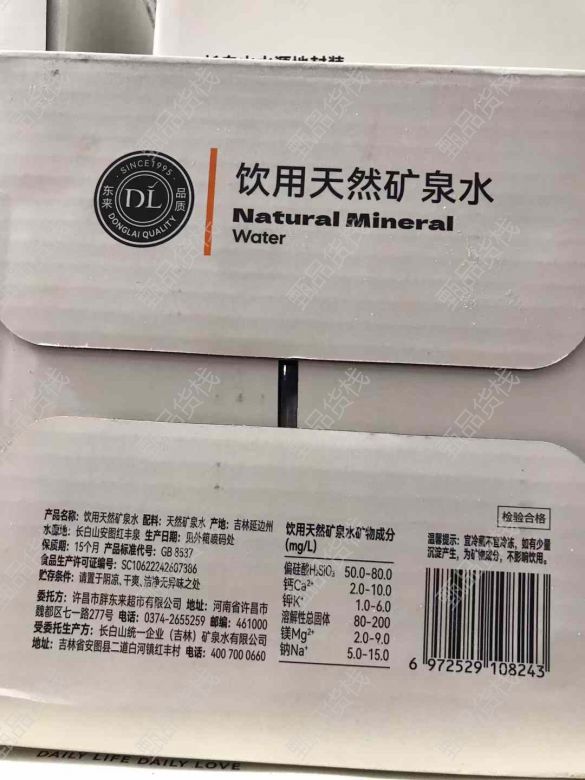 SINCE1995
东来
DL
品质
DONGLAI QUALITY
饮用天然矿泉水
Natural Mineral
Water
检验合格
产品名称：饮用天然矿泉水 配料：天然矿泉水 产地：吉林延边州
水源地：长白山安图红丰泉 生产日期：见外箱喷码处
保质期：15个月 产品标准代号：GB 8537
食品生产许可证编号：SC10622242607306
贮存条件：请置于阴凉、干爽、洁净无异味之处
委托方：许昌市胖东来超市有限公司 地址：河南省许昌市
魏都区七一路277号 电话：0374-2655259 邮编：461000
受委托生产方：长白山统一企业（吉林）矿泉水有限公司
地址：吉林省安图县二道白河镇红丰村 电话：400 700 0660
饮用天然矿泉水矿物成分
(mg/L)
偏硅酸H₂SiO₃ 50.0-80.0
钙Ca²⁺ 2.0-10.0
钾K⁺ 1.0-6.0
溶解性总固体 80-200
镁Mg²⁺ 2.0-9.0
钠Na⁺ 5.0-15.0
温馨提示：宜冷藏不宜冷冻，如有少量
沉淀产生，为矿物成分，不影响饮用。
6 972529 108243
DAILY LIFE DAILY LOVE
甄品货栈